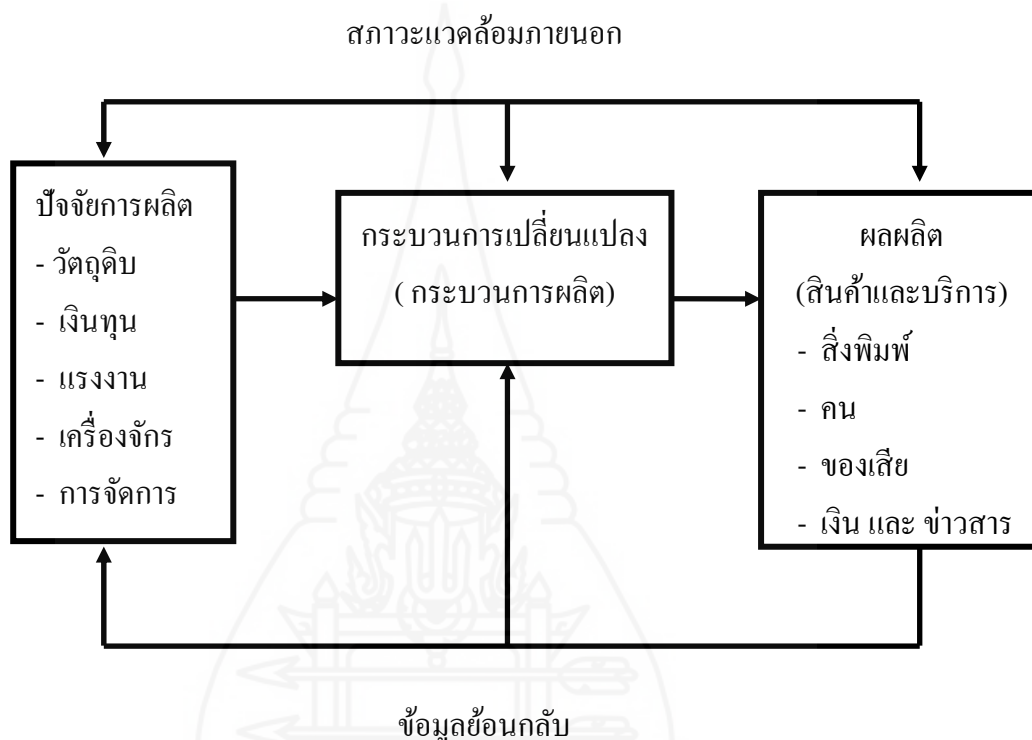 สภาวะแวดล้อมภายนอก
ปัจจัยการผลิต
- วัตถุดิบ
- เงินทุน
- แรงงาน
- เครื่องจักร
- การจัดการ
กระบวนการเปลี่ยนแปลง
( กระบวนการผลิต)
ผลผลิต
(สินค้าและบริการ)
- สิ่งพิมพ์
- คน
- ของเสีย
- เงิน และ ข่าวสาร
ข้อมูลย้อนกลับ